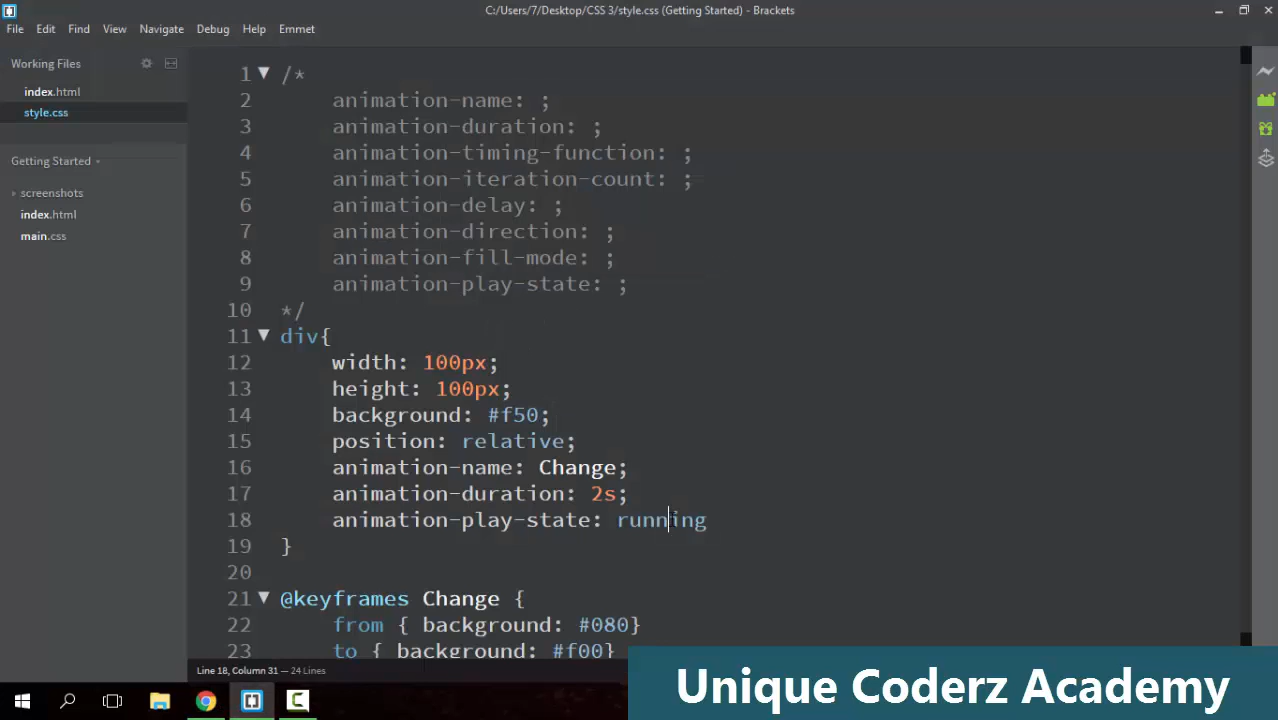 C:/Users/7/Desktop/CSS 3/style.css (Getting Started) - Brackets
File Edit Find View Navigate Debug Help Emmet
Working Files
index.html
style.css
Getting Started
screenshots
index.html
main.css
1 /*
2 animation-name: ;
3 animation-duration: ;
4 animation-timing-function: ;
5 animation-iteration-count: ;
6 animation-delay: ;
7 animation-direction: ;
8 animation-fill-mode: ;
9 animation-play-state: ;
10 */
11 div{
12 width: 100px;
13 height: 100px;
14 background: #f50;
15 position: relative;
16 animation-name: Change;
17 animation-duration: 2s;
18 animation-play-state: running
19 }
20
21 @keyframes Change {
22 from { background: #080}
23 to { background: #f00}
Line 18, Column 31 — 24 Lines
Unique Coderz Academy